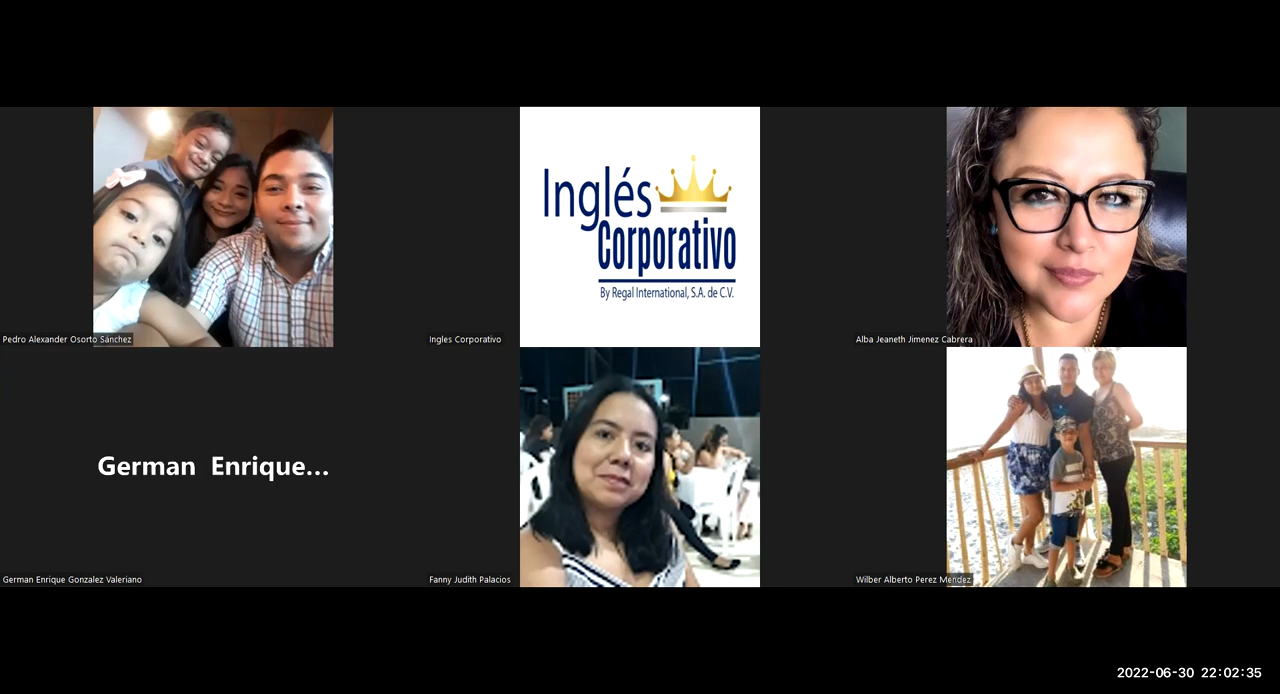 Inglés
Corporativo
By Regal International, S.A. de C.V.
Pedro Alexander Osorto Sánchez
Ingles Corporativo
Alba Jeaneth Jimenez Cabrera
German Enrique...
German Enrique Gonzalez Valeriano
Fanny Judith Palacios
Wilber Alberto Perez Mendez
2022-06-30 22:02:35